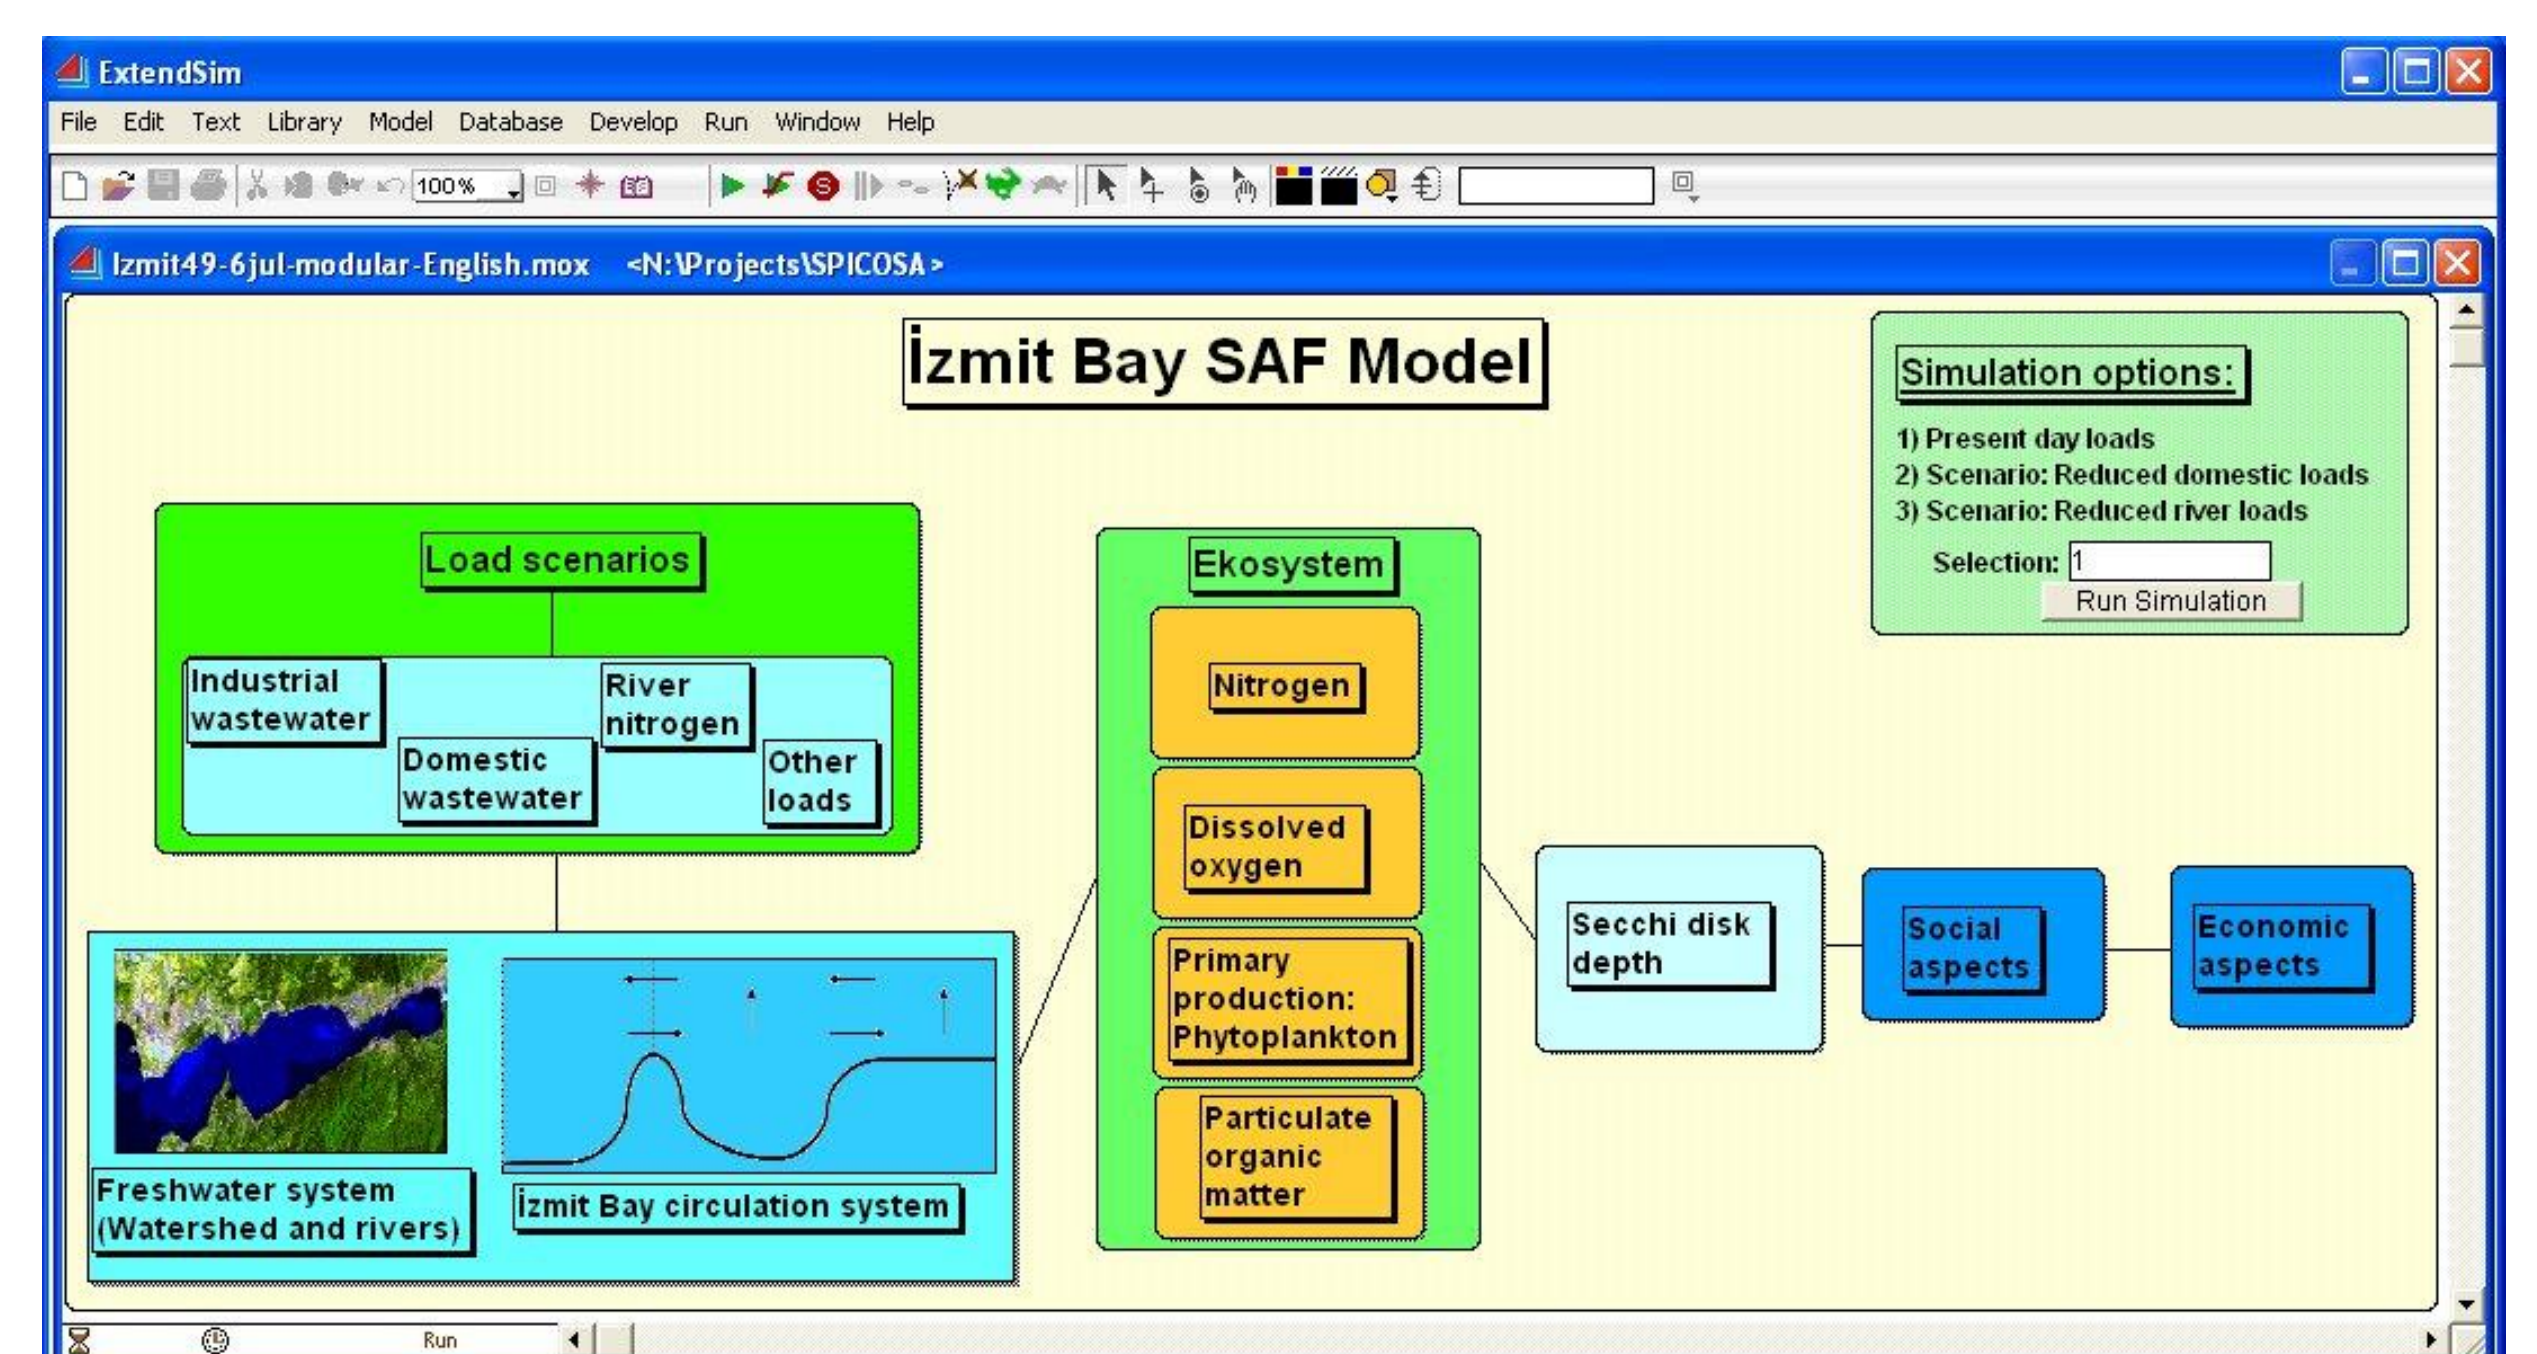 ExtendSim
File Edit Text Library Model Database Develop Run Window Help
100%
S
Izmit49-6jul-modular-English.mox <N:\Projects\SPICOSA>
İzmit Bay SAF Model
Simulation options:
1) Present day loads
2) Scenario: Reduced domestic loads
3) Scenario: Reduced river loads
Selection: 1
Run Simulation
Load scenarios
Industrial
wastewater
Domestic
wastewater
River
nitrogen
Other
loads
Freshwater system
(Watershed and rivers)
İzmit Bay circulation system
Ekosystem
Nitrogen
Dissolved
oxygen
Primary
production:
Phytoplankton
Particulate
organic
matter
Secchi disk
depth
Social
aspects
Economic
aspects
Run